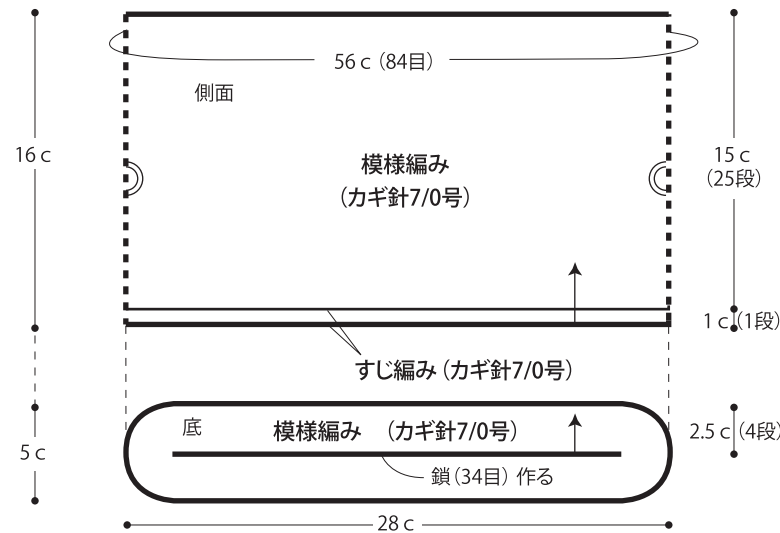 56 c（84目）
側面
16 c
模様編み
（カギ針7/0号）
15 c
（25段）
1 c（1段）
すじ編み（カギ針7/0号）
底
模様編み （カギ針7/0号）
2.5 c（4段）
5 c
鎖（34目）作る
28 c